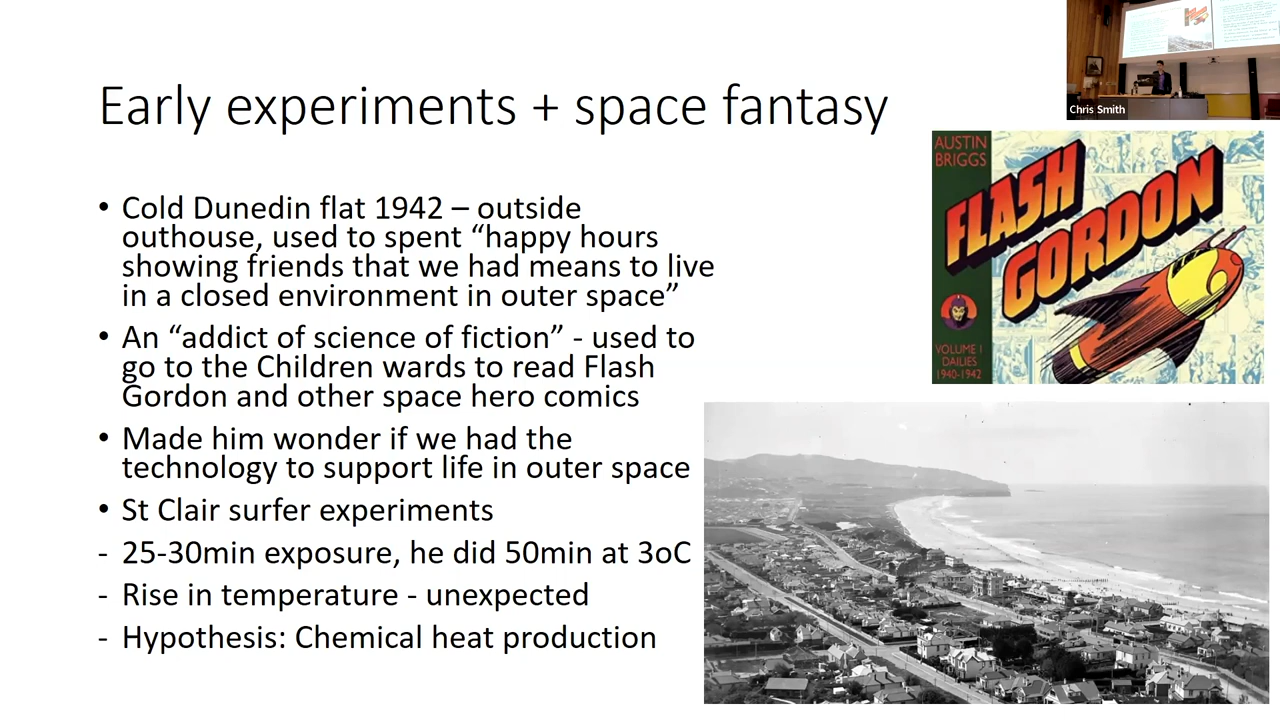 Early experiments + space fantasy
• Cold Dunedin flat 1942 – outside
outhouse, used to spent “happy hours
showing friends that we had means to live
in a closed environment in outer space”
• An “addict of science of fiction” - used to
go to the Children wards to read Flash
Gordon and other space hero comics
• Made him wonder if we had the
technology to support life in outer space
• St Clair surfer experiments
- 25-30min exposure, he did 50min at 3oC
- Rise in temperature - unexpected
- Hypothesis: Chemical heat production
Chris Smith
AUSTIN
BRIGGS
FLASH
GORDON
VOLUME I
DAILIES
1940-1942